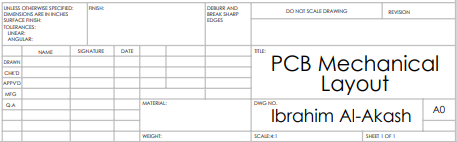 UNLESS OTHERWISE SPECIFIED:
DIMENSIONS ARE IN INCHES
SURFACE FINISH:
TOLERANCES:
LINEAR:
ANGULAR:
FINISH:
DEBURR AND
BREAK SHARP
EDGES
DO NOT SCALE DRAWING
REVISION
NAME
SIGNATURE
DATE
DRAWN
CHK'D
APPV'D
MFG
Q.A
MATERIAL:
WEIGHT:
TITLE:
PCB Mechanical
Layout
DWG NO.
Ibrahim Al-Akash
A0
SCALE:4:1
SHEET 1 OF 1